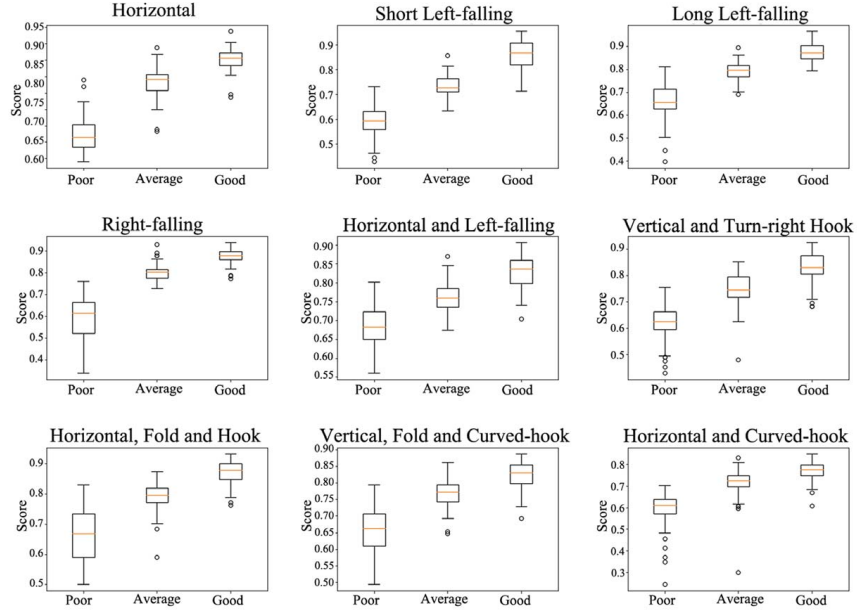 Horizontal
Score
0.95
0.90
0.85
0.80
0.75
0.70
0.65
0.60
Poor Average Good
Short Left-falling
Score
0.9
0.8
0.7
0.6
0.5
Poor Average Good
Long Left-falling
Score
0.9
0.8
0.7
0.6
0.5
0.4
Poor Average Good
Right-falling
Score
0.9
0.8
0.7
0.6
0.5
0.4
Poor Average Good
Horizontal and Left-falling
Score
0.90
0.85
0.80
0.75
0.70
0.65
0.60
0.55
Poor Average Good
Vertical and Turn-right Hook
Score
0.9
0.8
0.7
0.6
0.5
Poor Average Good
Horizontal, Fold and Hook
Score
0.9
0.8
0.7
0.6
0.5
Poor Average Good
Vertical, Fold and Curved-hook
Score
0.90
0.85
0.80
0.75
0.70
0.65
0.60
0.55
0.50
Poor Average Good
Horizontal and Curved-hook
Score
0.8
0.7
0.6
0.5
0.4
0.3
Poor Average Good